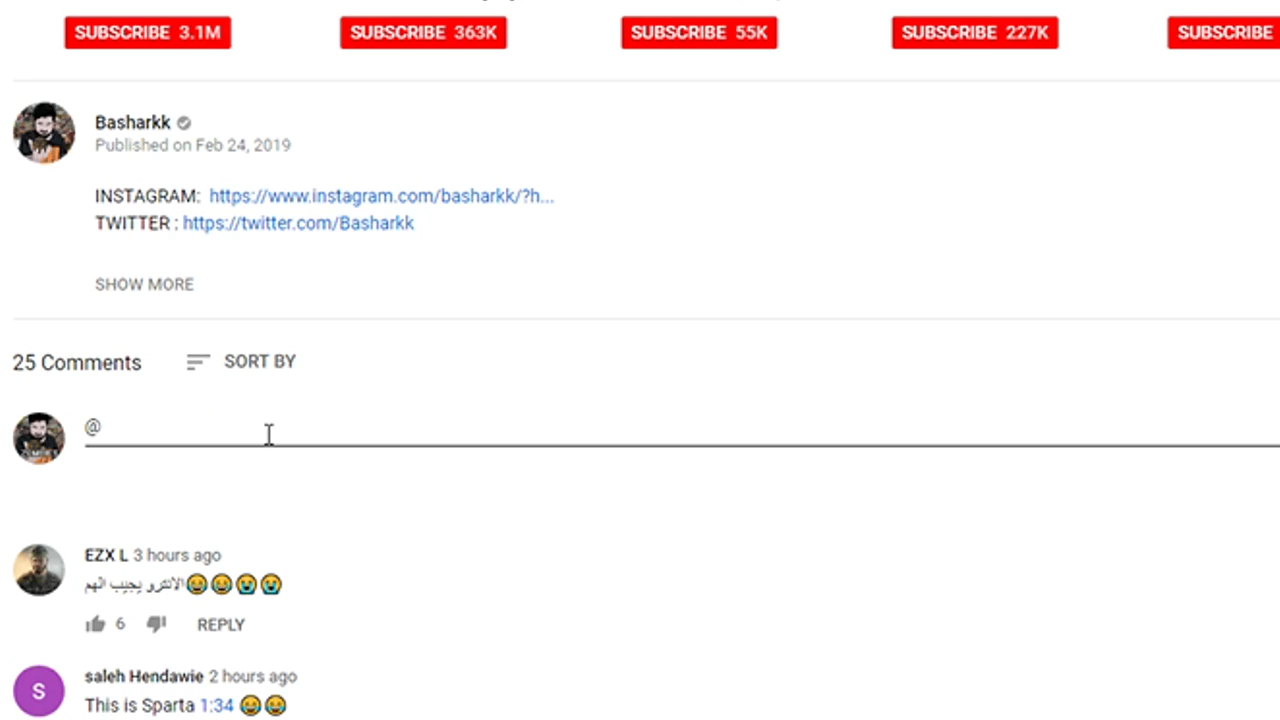 SUBSCRIBE 3.1M SUBSCRIBE 363K SUBSCRIBE 55K SUBSCRIBE 227K SUBSCRIBE
Basharkk
Published on Feb 24, 2019
INSTAGRAM: https://www.instagram.com/basharkk/?h...
TWITTER : https://twitter.com/Basharkk
SHOW MORE
25 Comments SORT BY
@
EZX L 3 hours ago
الانترو يجيب الهم😂😂😭😭
6 REPLY
S
saleh Hendawie 2 hours ago
This is Sparta 1:34 😂😂